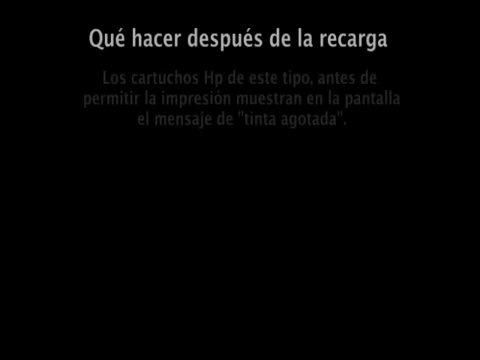 Qué hacer después de la recarga
Los cartuchos Hp de este tipo, antes de
permitir la impresión muestran en la pantalla
el mensaje de "tinta agotada".